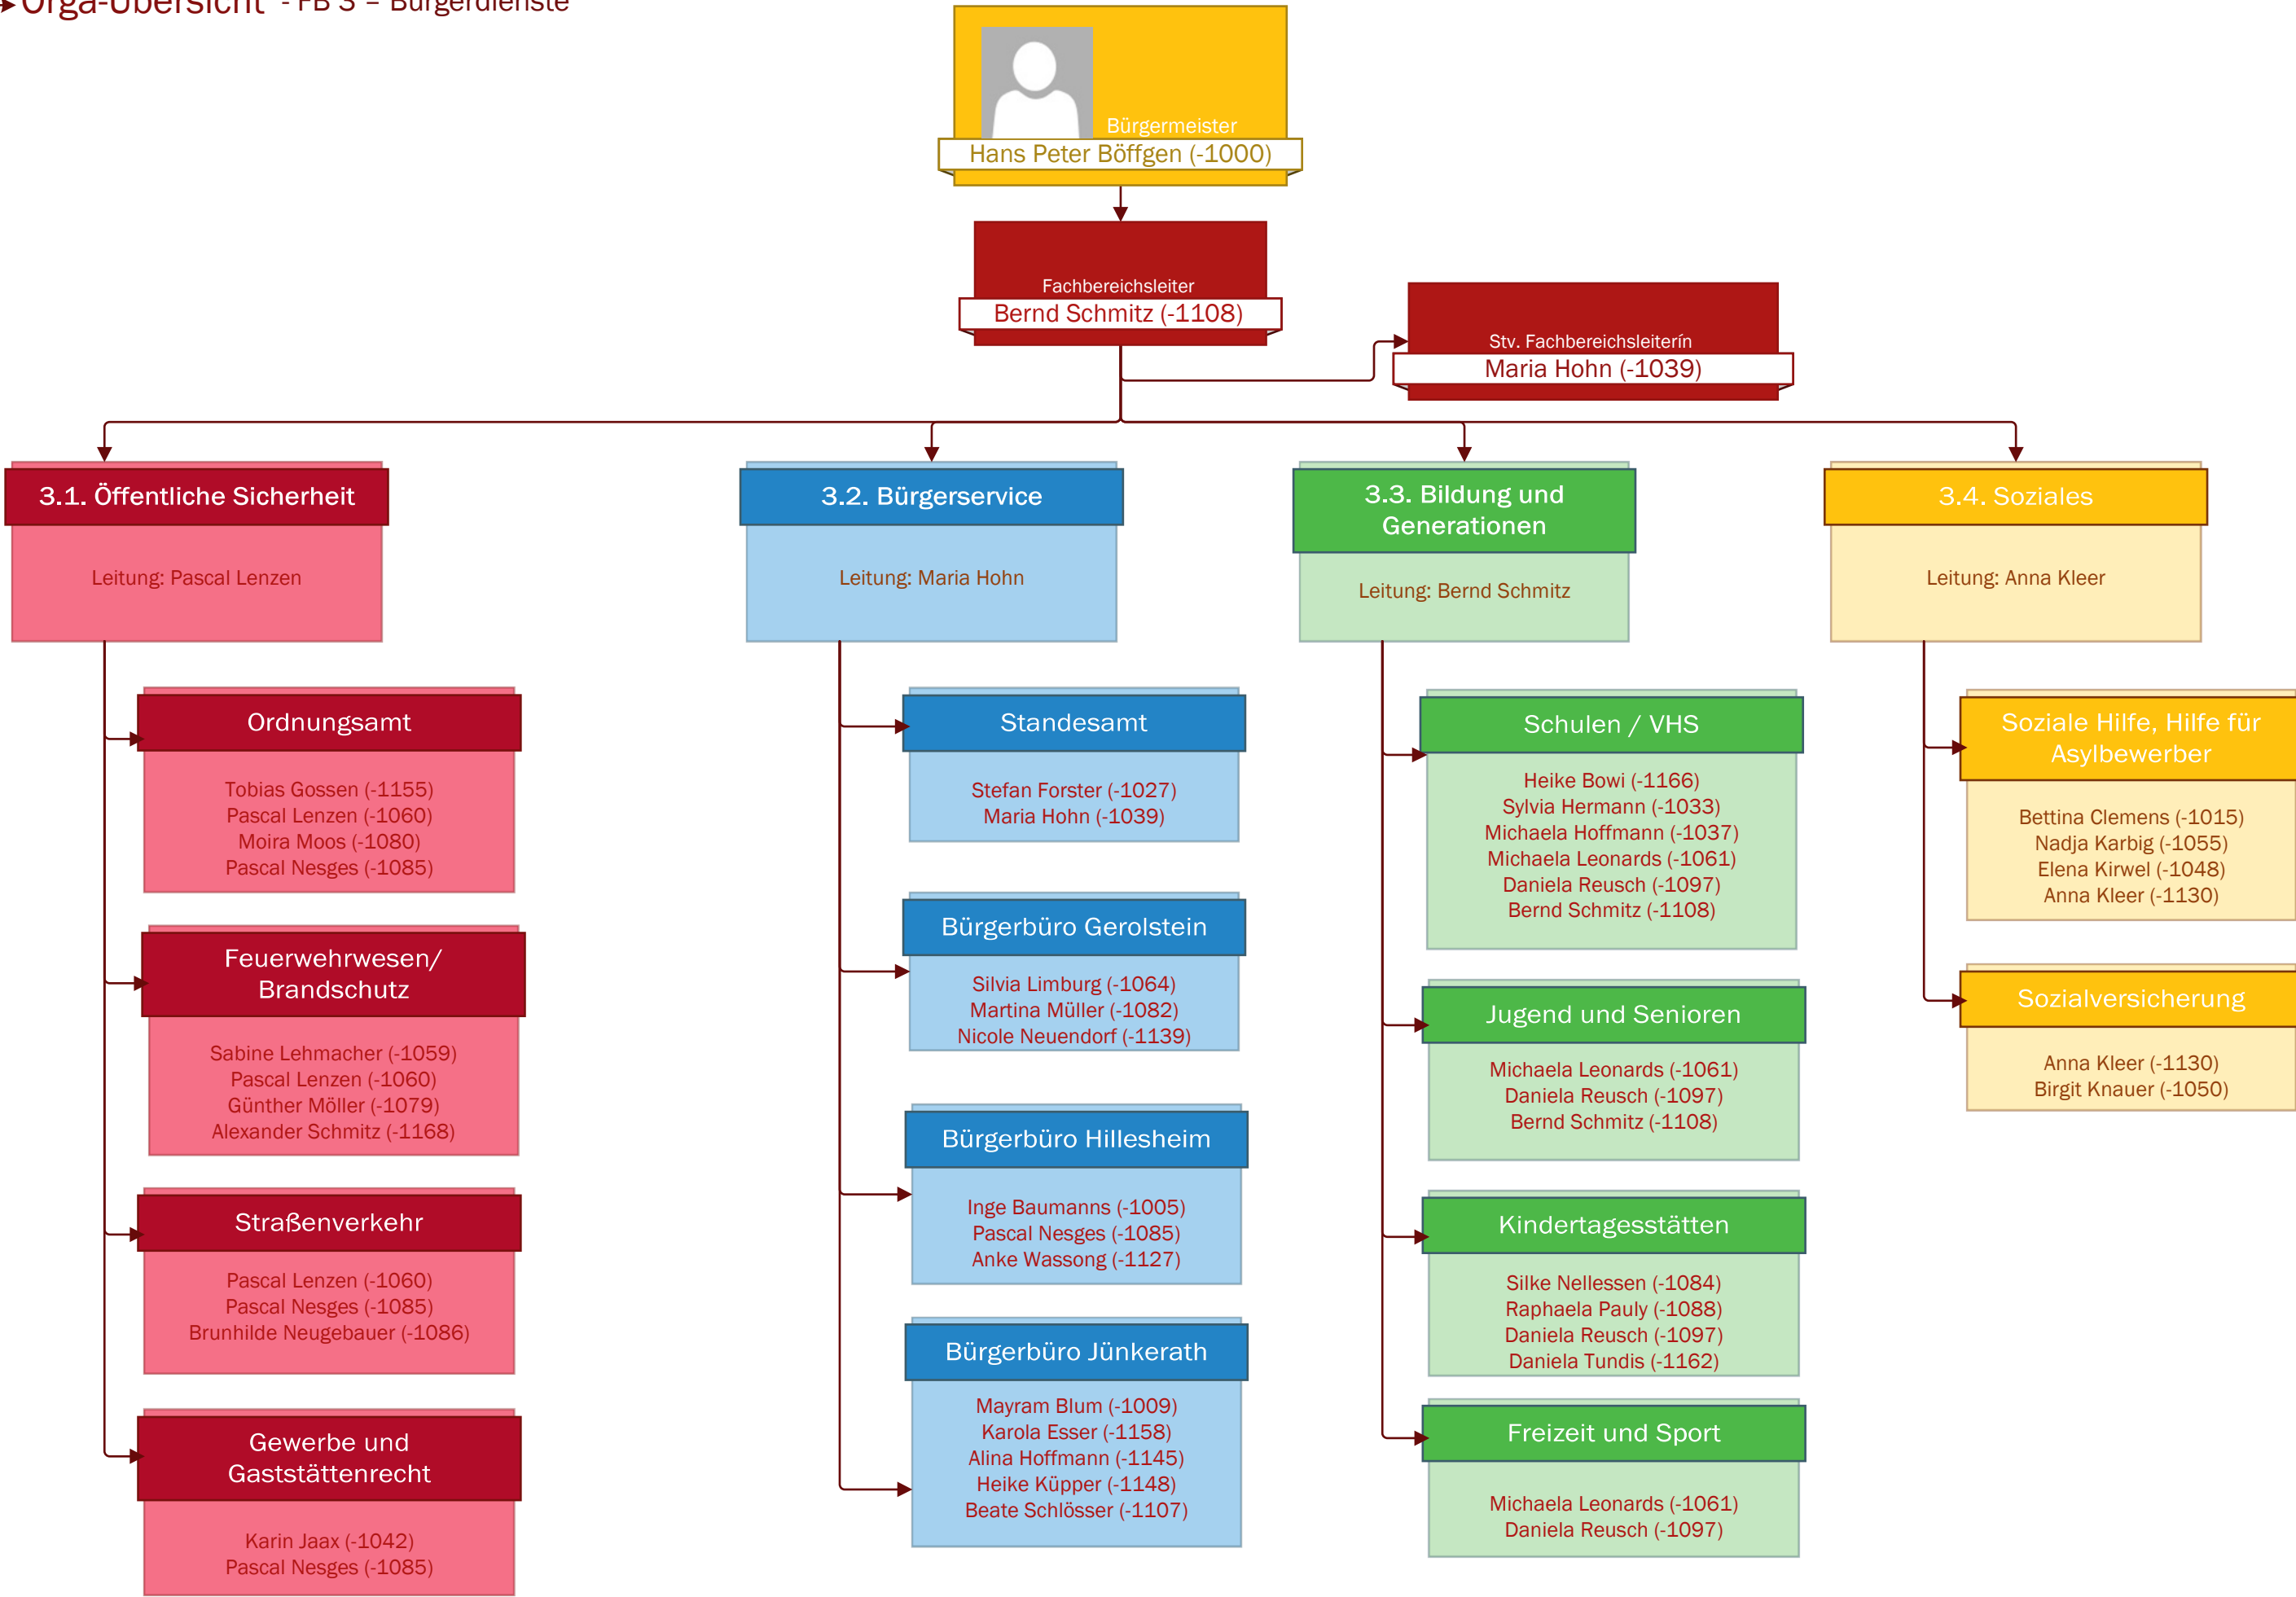 Orga-Übersicht - FB 3 – Bürgerdienste
Bürgermeister
Hans Peter Böffgen (-1000)
Fachbereichsleiter
Bernd Schmitz (-1108)
Stv. Fachbereichsleiterín
Maria Hohn (-1039)
3.1. Öffentliche Sicherheit
Leitung: Pascal Lenzen
Ordnungsamt
Tobias Gossen (-1155)
Pascal Lenzen (-1060)
Moira Moos (-1080)
Pascal Nesges (-1085)
Feuerwehrwesen/
Brandschutz
Sabine Lehmacher (-1059)
Pascal Lenzen (-1060)
Günther Möller (-1079)
Alexander Schmitz (-1168)
Straßenverkehr
Pascal Lenzen (-1060)
Pascal Nesges (-1085)
Brunhilde Neugebauer (-1086)
Gewerbe und
Gaststättenrecht
Karin Jaax (-1042)
Pascal Nesges (-1085)
3.2. Bürgerservice
Leitung: Maria Hohn
Standesamt
Stefan Forster (-1027)
Maria Hohn (-1039)
Bürgerbüro Gerolstein
Silvia Limburg (-1064)
Martina Müller (-1082)
Nicole Neuendorf (-1139)
Bürgerbüro Hillesheim
Inge Baumanns (-1005)
Pascal Nesges (-1085)
Anke Wassong (-1127)
Bürgerbüro Jünkerath
Mayram Blum (-1009)
Karola Esser (-1158)
Alina Hoffmann (-1145)
Heike Küpper (-1148)
Beate Schlösser (-1107)
3.3. Bildung und
Generationen
Leitung: Bernd Schmitz
Schulen / VHS
Heike Bowi (-1166)
Sylvia Hermann (-1033)
Michaela Hoffmann (-1037)
Michaela Leonards (-1061)
Daniela Reusch (-1097)
Bernd Schmitz (-1108)
Jugend und Senioren
Michaela Leonards (-1061)
Daniela Reusch (-1097)
Bernd Schmitz (-1108)
Kindertagesstätten
Silke Nellessen (-1084)
Raphaela Pauly (-1088)
Daniela Reusch (-1097)
Daniela Tundis (-1162)
Freizeit und Sport
Michaela Leonards (-1061)
Daniela Reusch (-1097)
3.4. Soziales
Leitung: Anna Kleer
Soziale Hilfe, Hilfe für
Asylbewerber
Bettina Clemens (-1015)
Nadja Karbig (-1055)
Elena Kirwel (-1048)
Anna Kleer (-1130)
Sozialversicherung
Anna Kleer (-1130)
Birgit Knauer (-1050)